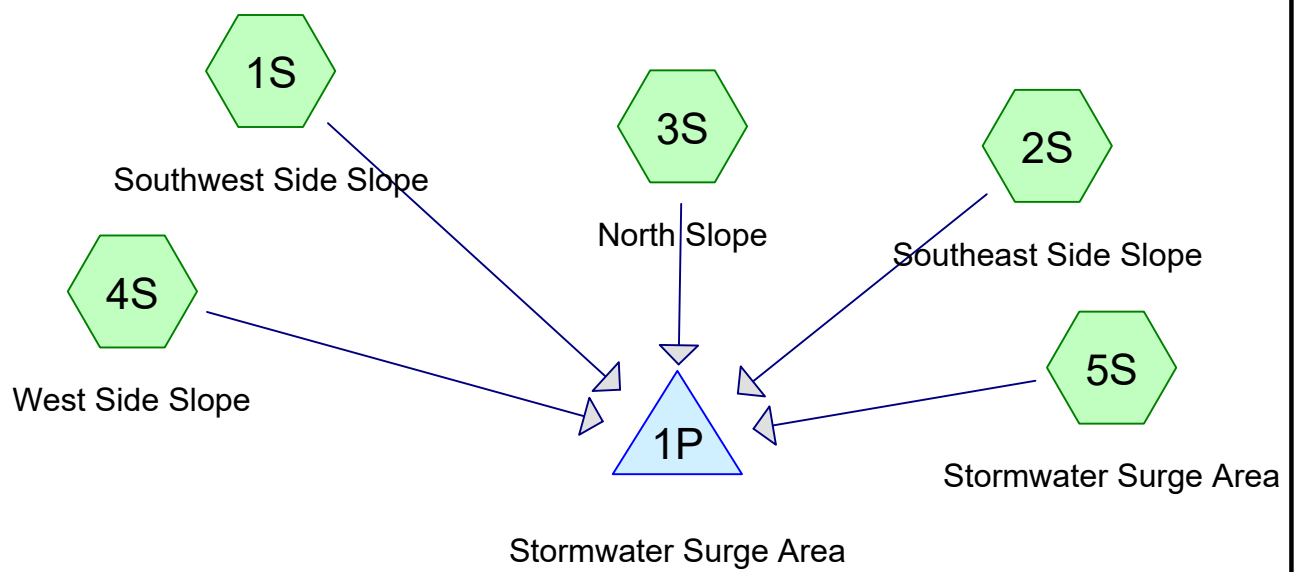 1S
Southwest Side Slope
3S
North Slope
2S
Southeast Side Slope
4S
West Side Slope
5S
Stormwater Surge Area
1P
Stormwater Surge Area